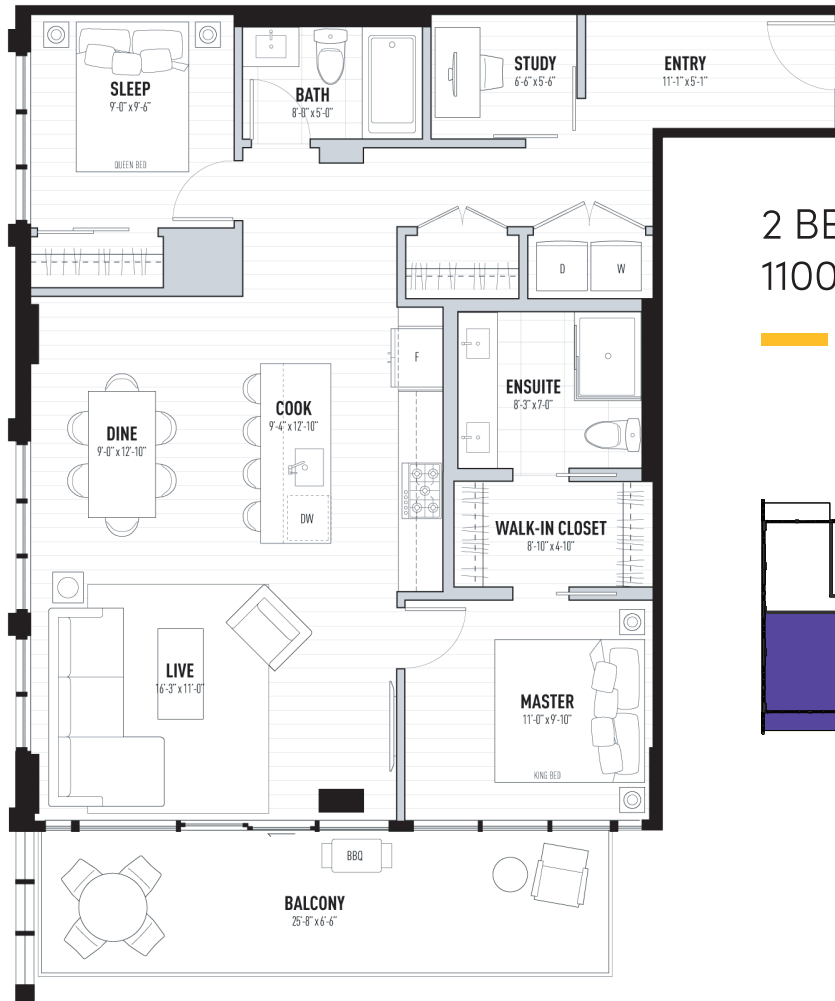 SLEEP
9'-0" x 9'-6"
QUEEN BED
BATH
8'-0" x 5'-0"
STUDY
6'-6" x 5'-6"
ENTRY
11'-1" x 5'-1"
2 BE
1100
D
W
F
ENSUITE
8'-3" x 7'-0"
COOK
9'-4" x 12'-10"
DW
DINE
9'-0" x 12'-10"
WALK-IN CLOSET
8'-10" x 4'-10"
LIVE
16'-3" x 11'-0"
MASTER
11'-0" x 9'-10"
KING BED
BBQ
BALCONY
25'-8" x 6'-6"